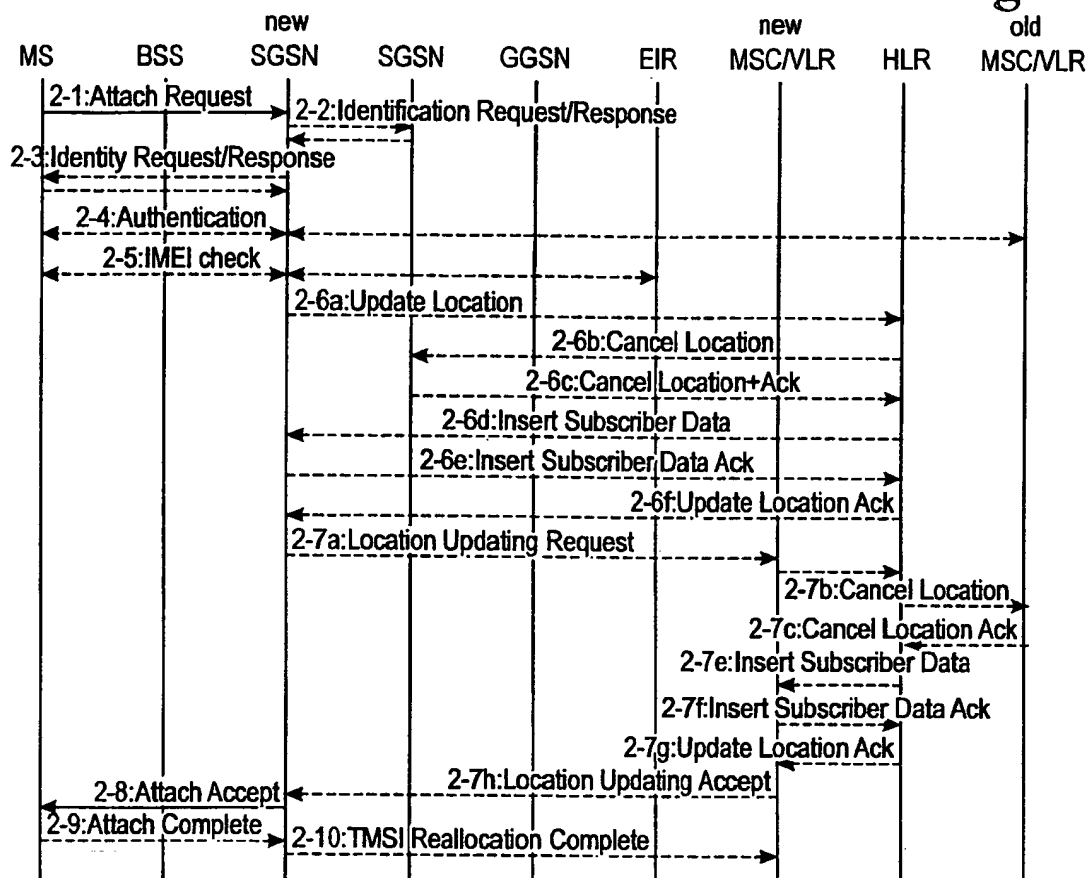 g
new new old
MS BSS SGSN SGSN GGSN EIR MSC/VLR HLR MSC/VLR
2-1:Attach Request
2-2:Identification Request/Response
2-3:Identity Request/Response
2-4:Authentication
2-5:IMEI check
2-6a:Update Location
2-6b:Cancel Location
2-6c:Cancel Location+Ack
2-6d:Insert Subscriber Data
2-6e:Insert Subscriber Data Ack
2-6f:Update Location Ack
2-7a:Location Updating Request
2-7b:Cancel Location
2-7c:Cancel Location Ack
2-7e:Insert Subscriber Data
2-7f:Insert Subscriber Data Ack
2-7g:Update Location Ack
2-7h:Location Updating Accept
2-8:Attach Accept
2-9:Attach Complete
2-10:TMSI Reallocation Complete